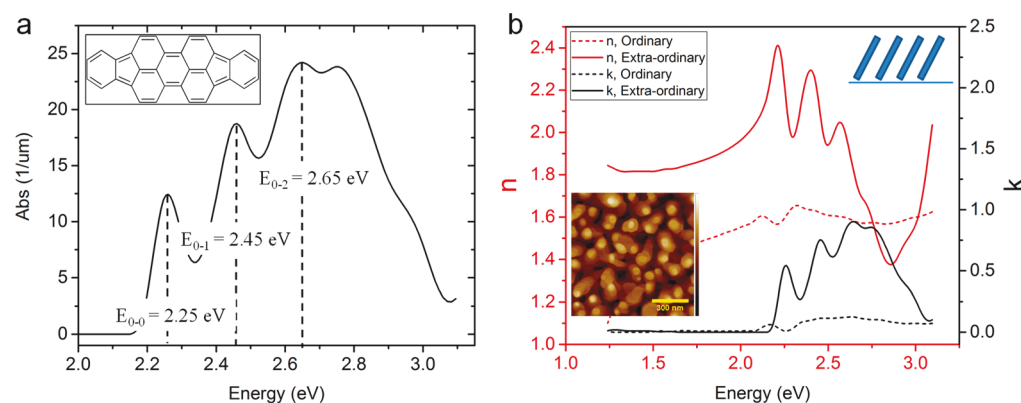 a
Abs (1/um)
25
20
15
10
5
0
E0-0 = 2.25 eV
E0-1 = 2.45 eV
E0-2 = 2.65 eV
2.0 2.2 2.4 2.6 2.8 3.0
Energy (eV)
b
n
2.4
2.2
2.0
1.8
1.6
1.4
1.2
1.0
n, Ordinary
n, Extra-ordinary
k, Ordinary
k, Extra-ordinary
300 nm
1.0 1.5 2.0 2.5 3.0
Energy (eV)
2.5
2.0
1.5
1.0
0.5
0.0
k